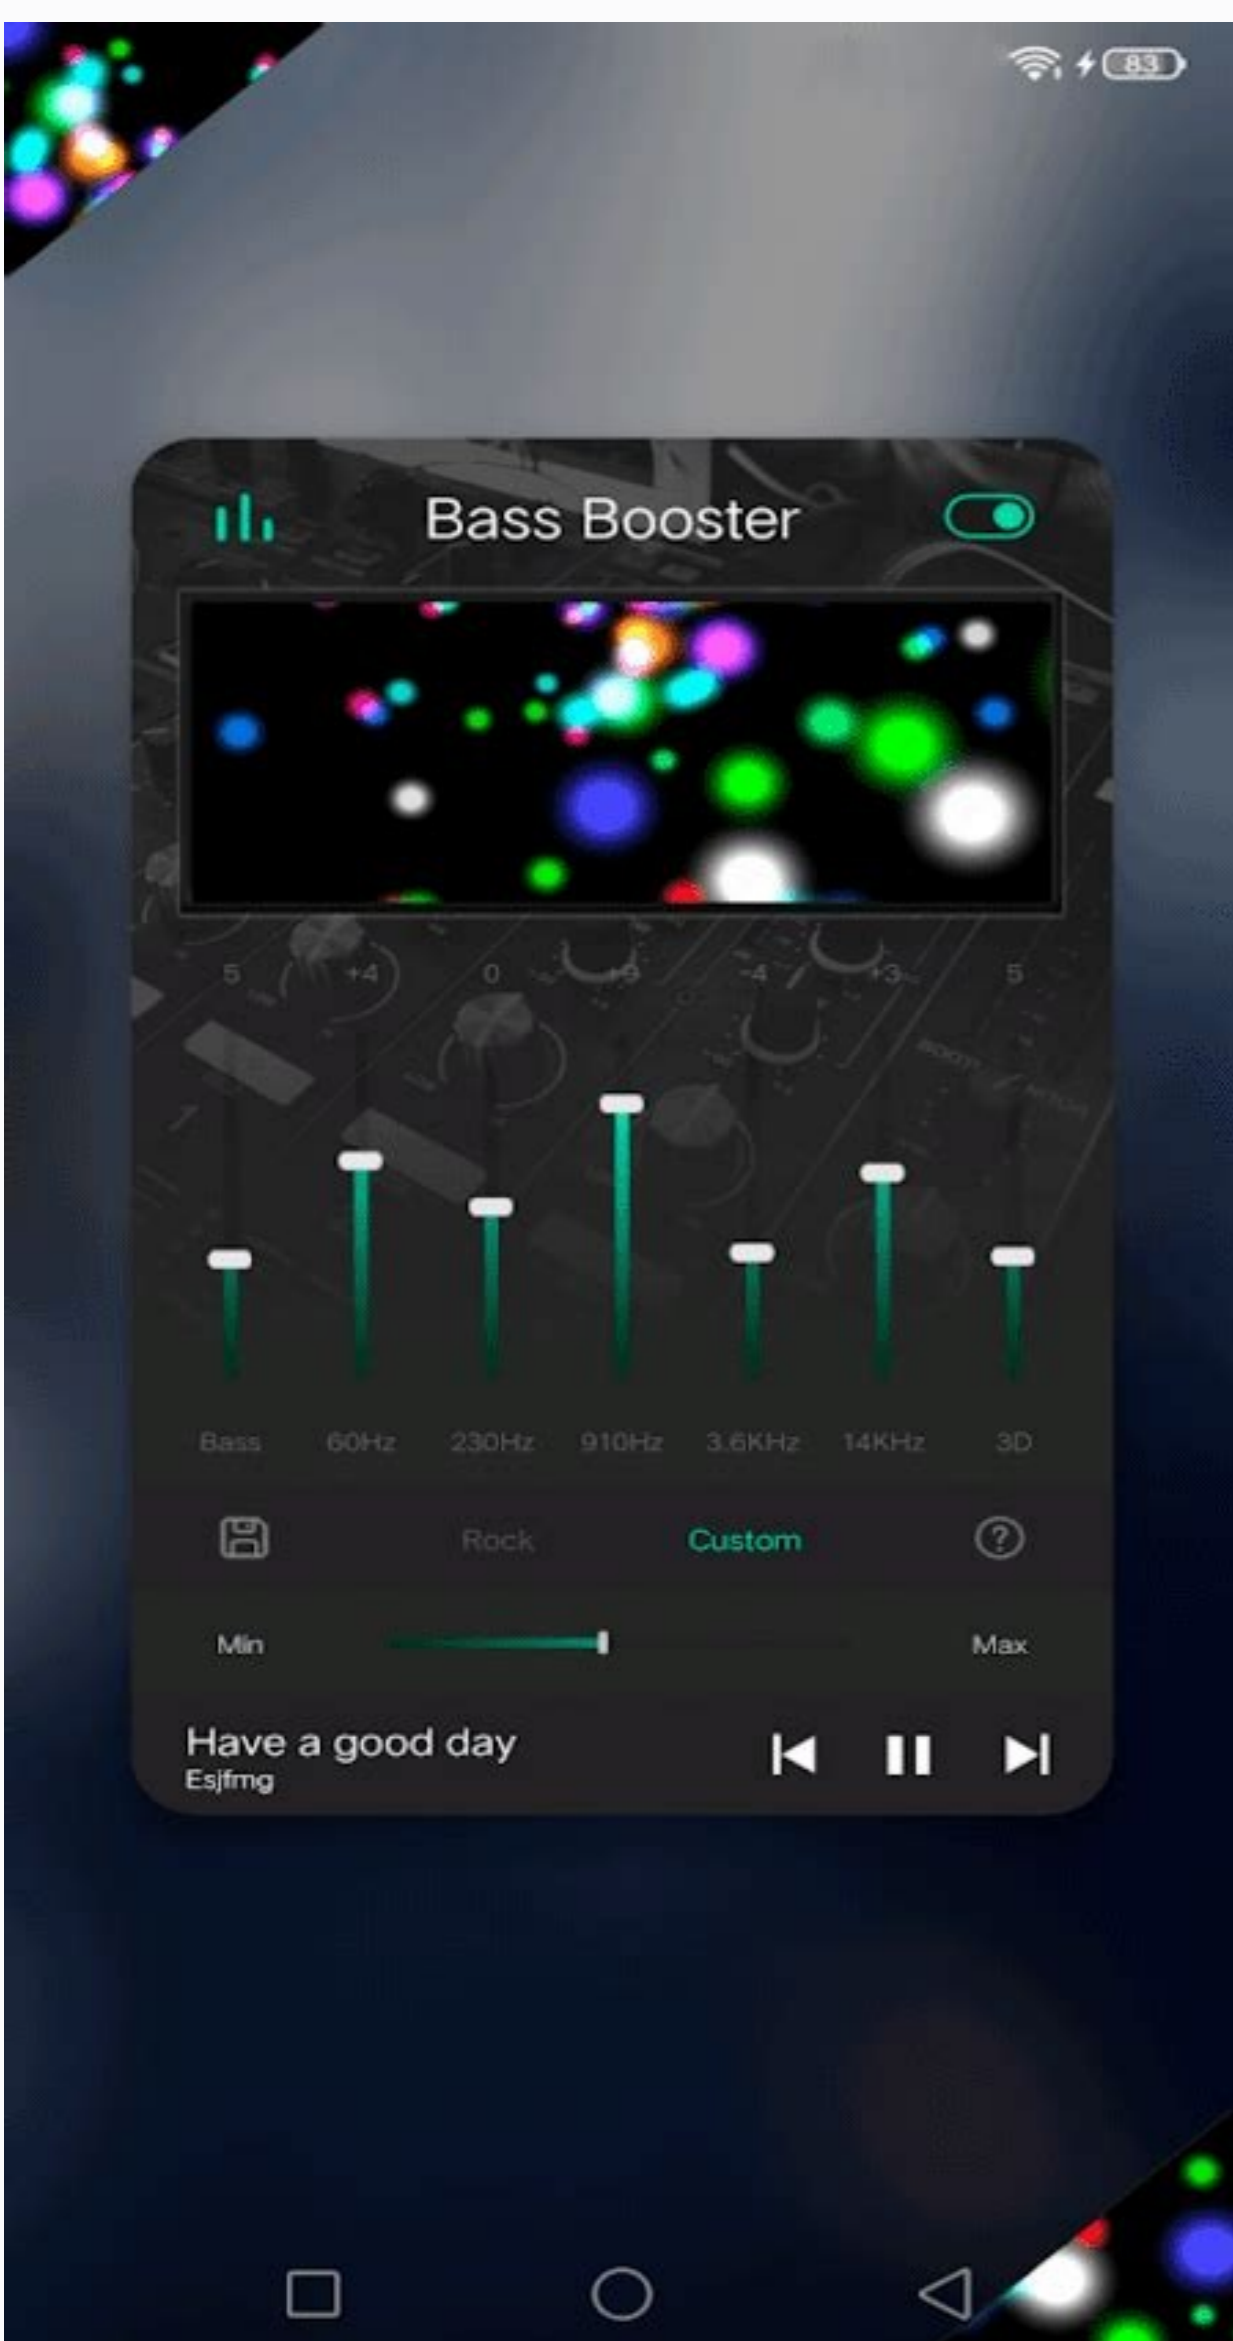 83
Bass Booster
5 +4 0 +9 -4 +3 5
Bass 60Hz 230Hz 910Hz 3.6KHz 14KHz 3D
Rock Custom
Min Max
Have a good day
Esjfmg